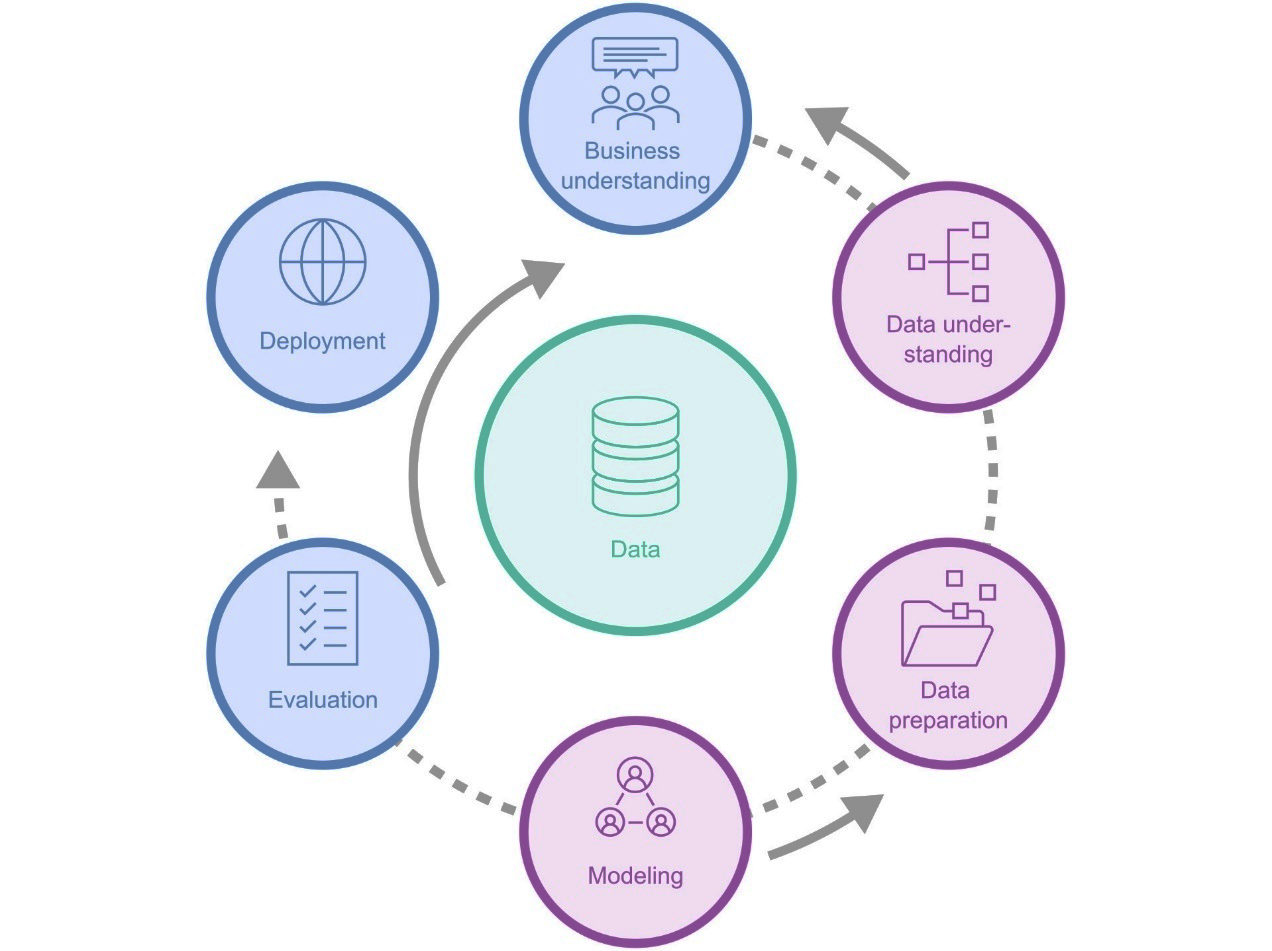 Business
understanding
Data under-
standing
Data
preparation
Modeling
Evaluation
Deployment
Data